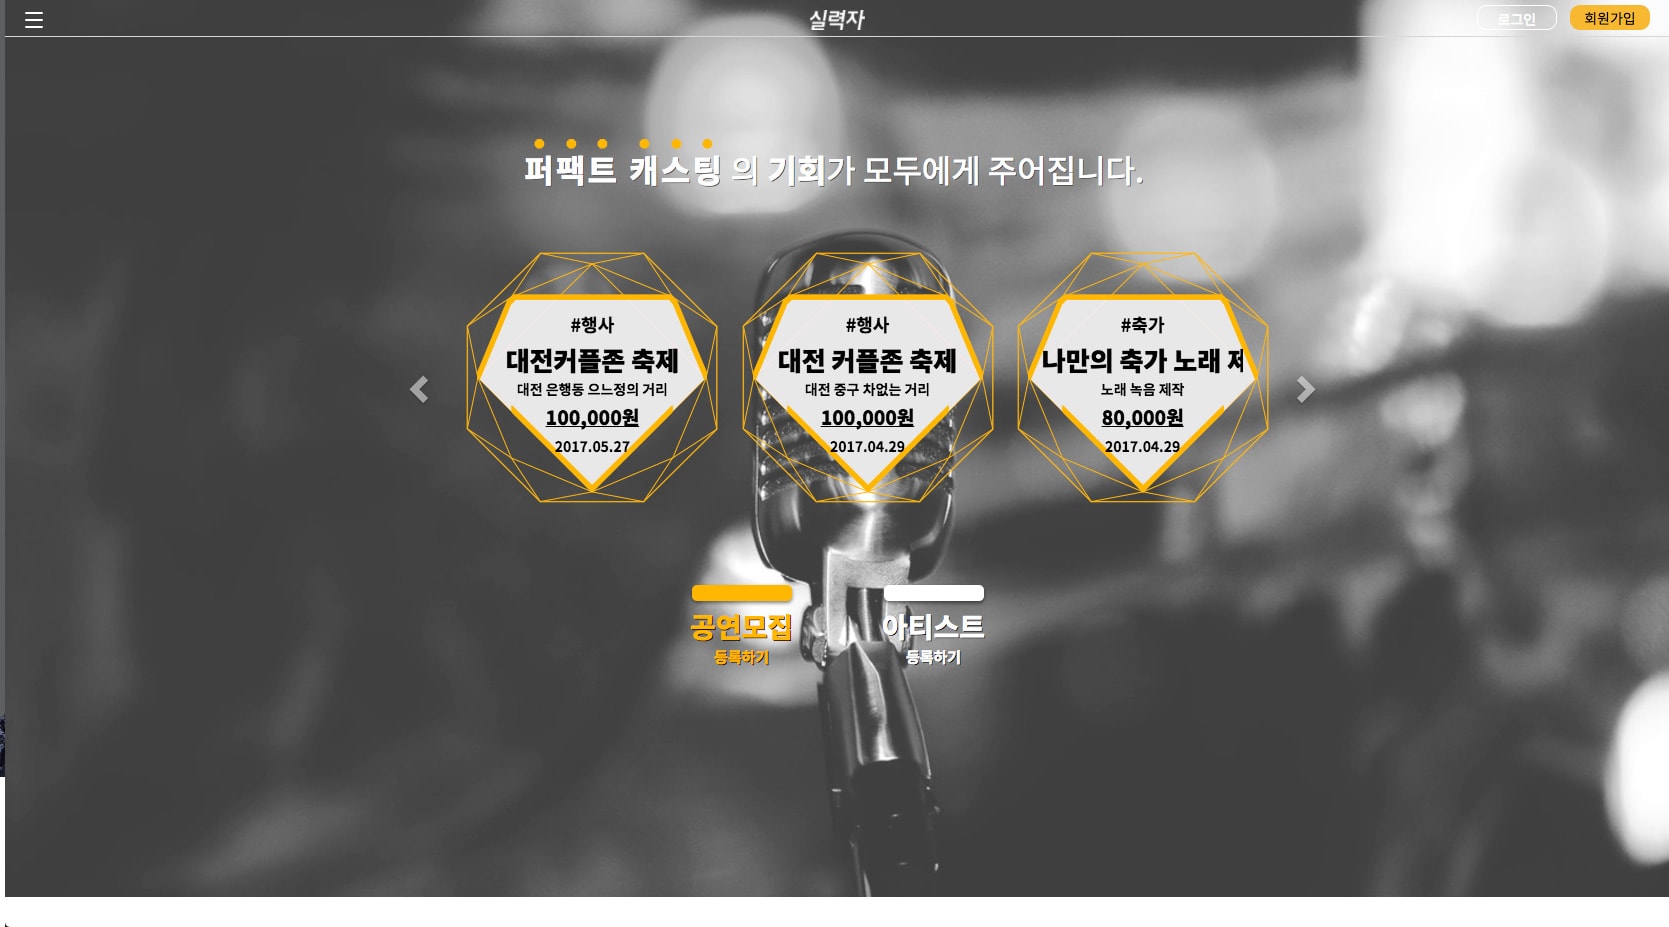 실력자
로그인
회원가입
퍼팩트 캐스팅 의 기회가 모두에게 주어집니다.
#행사
대전커플존 축제
대전 은행동 으느정의 거리
100,000원
2017.05.27
#행사
대전 커플존 축제
대전 중구 차없는 거리
100,000원
2017.04.29
#축가
나만의 축가 노래 제
노래 녹음 제작
80,000원
2017.04.29
공연모집
등록하기
아티스트
등록하기